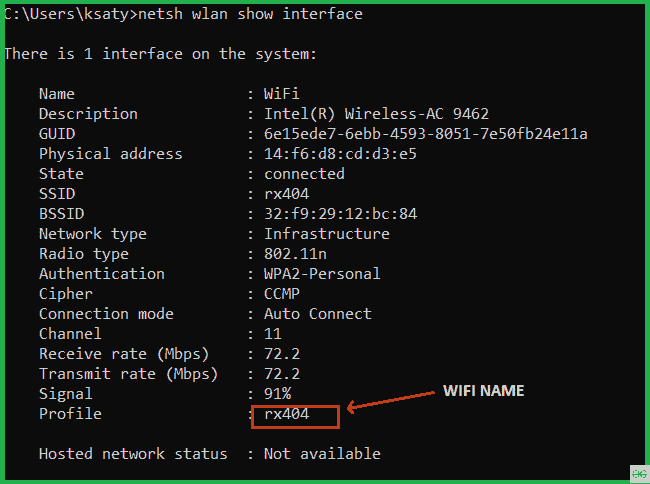 C:\Users\ksaty>netsh wlan show interface
There is 1 interface on the system:
Name : WiFi
Description : Intel(R) Wireless-AC 9462
GUID : 6e15ede7-6ebb-4593-8051-7e50fb24e11a
Physical address : 14:f6:d8:cd:d3:e5
State : connected
SSID : rx404
BSSID : 32:f9:29:12:bc:84
Network type : Infrastructure
Radio type : 802.11n
Authentication : WPA2-Personal
Cipher : CCMP
Connection mode : Auto Connect
Channel : 11
Receive rate (Mbps) : 72.2
Transmit rate (Mbps) : 72.2
Signal : 91%
WIFI NAME
Profile : rx404
Hosted network status : Not available